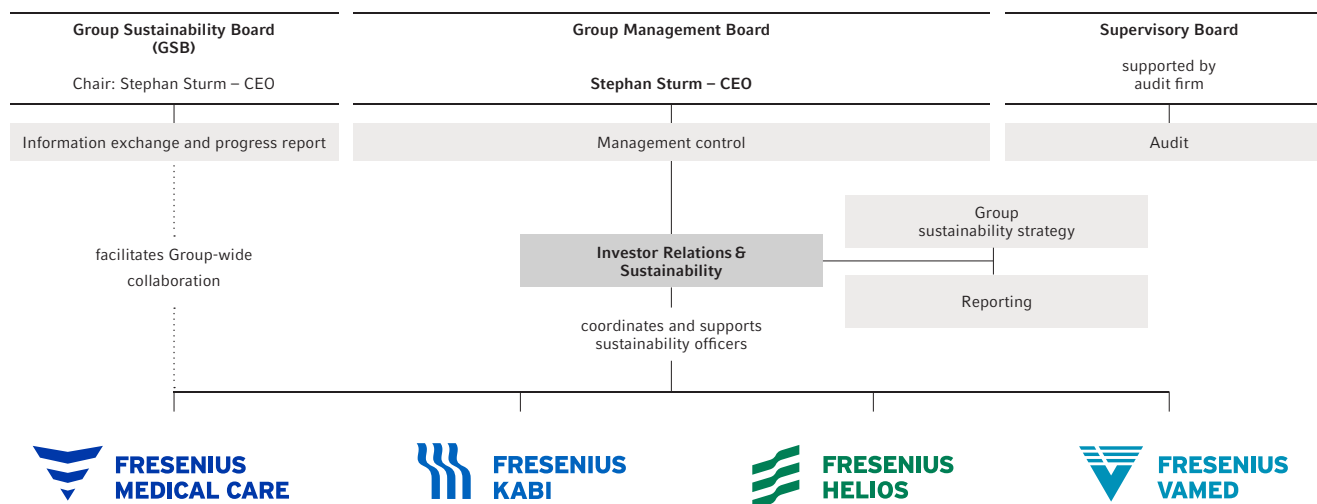 Group Sustainability Board
(GSB)
Chair: Stephan Sturm – CEO
Information exchange and progress report
facilitates Group-wide
collaboration
Group Management Board
Stephan Sturm – CEO
Management control
Investor Relations &
Sustainability
coordinates and supports
sustainability officers
Group
sustainability strategy
Reporting
Supervisory Board
supported by
audit firm
Audit
FRESENIUS
MEDICAL CARE
FRESENIUS
KABI
FRESENIUS
HELIOS
FRESENIUS
VAMED